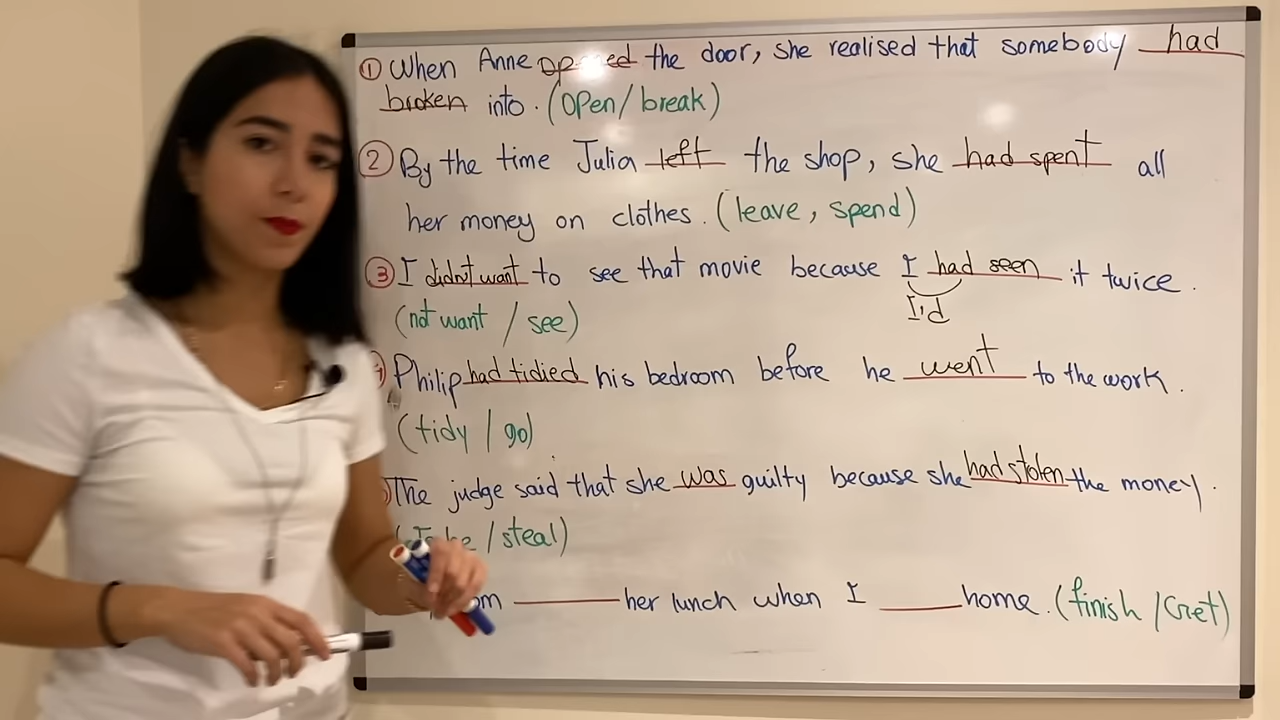 ① When Anne opened the door, she realised that somebody had
broken into. (open/break)
② By the time Julia left the shop, she had spent all
her money on clothes. (leave, spend)
③ I didn't want to see that movie because I had seen it twice.
I'd
(not want / see)
Philip had tidied his bedroom before he went to the work.
(tidy / go)
The judge said that she was guilty because she had stolen the money.
/ steal)
her lunch when I home. (finish / Get)